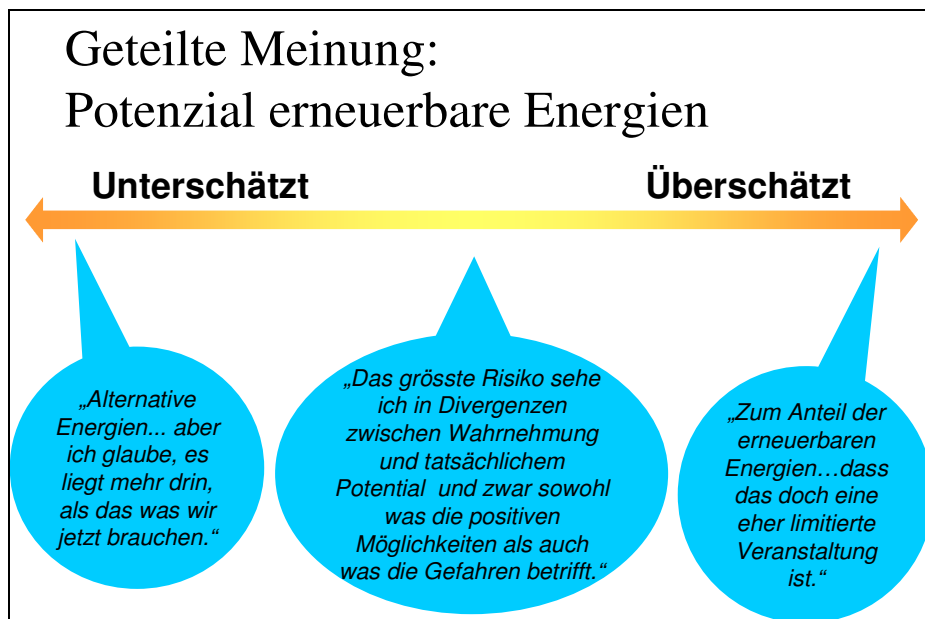 Geteilte Meinung:
Potenzial erneuerbare Energien
Unterschätzt
Überschätzt
„Alternative
Energien... aber
ich glaube, es
liegt mehr drin,
als das was wir
jetzt brauchen.“
„Das grösste Risiko sehe
ich in Divergenzen
zwischen Wahrnehmung
und tatsächlichem
Potential und zwar sowohl
was die positiven
Möglichkeiten als auch
was die Gefahren betrifft.“
„Zum Anteil der
erneuerbaren
Energien…dass
das doch eine
eher limitierte
Veranstaltung
ist.“